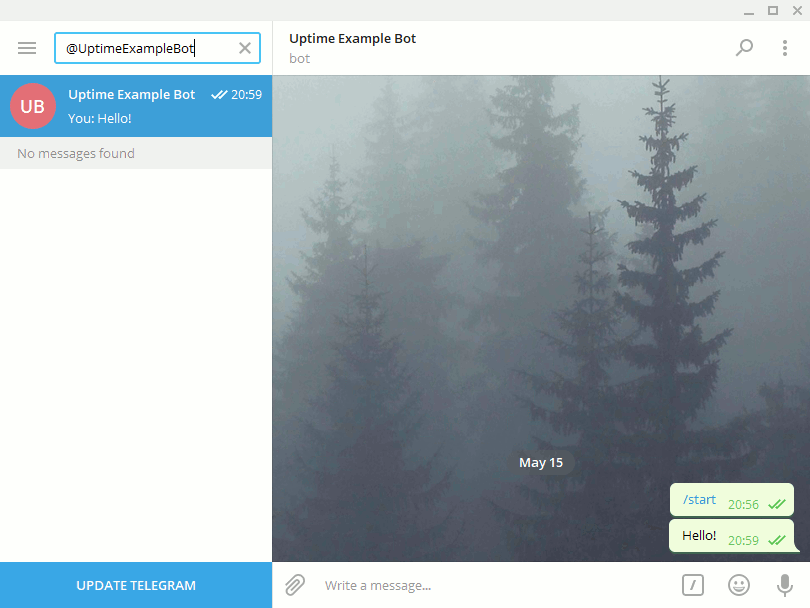 @UptimeExampleBot
Uptime Example Bot
bot
UB
Uptime Example Bot 20:59
You: Hello!
No messages found
May 15
/start 20:56
Hello! 20:59
UPDATE TELEGRAM
Write a message...